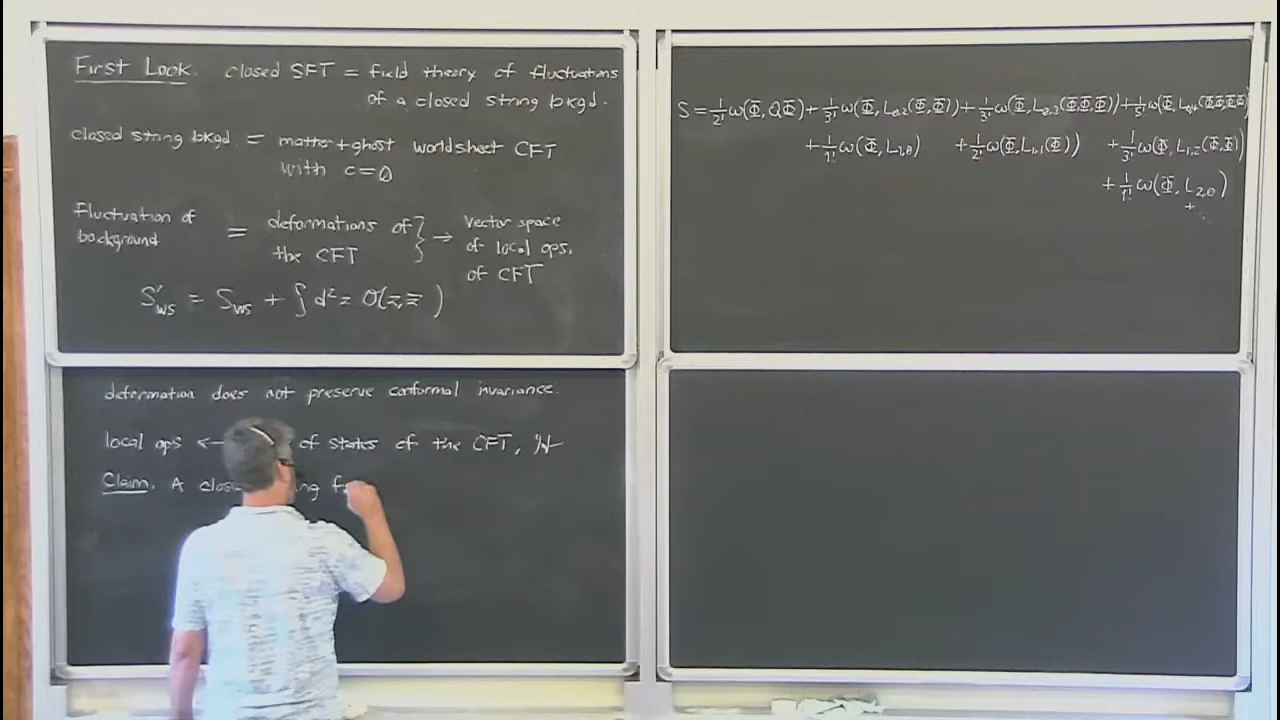 First Look. closed SFT = field theory of fluctuations
of a closed string bkgd.
closed string bkgd = matter + ghost worldsheet CFT
with c=0
Fluctuation of background = deformations of the CFT } → vector space of local ops. of CFT
S'_WS = S_WS + ∫ d²z O(z,z̄)
deformation does not preserve conformal invariance.
local ops ← of states of the CFT, H
Claim. A
S = 1/2! ω(Φ, QΦ) + 1/3! ω(Φ, L_{0,2}(Φ,Φ)) + 1/3! ω(Φ, L_{0,3}(Φ,Φ,Φ)) + 1/5! ω(Φ, L_{0,4}(Φ,Φ,Φ,Φ)
+ 1/1! ω(Φ, L_{1,0}) + 1/2! ω(Φ, L_{1,1}(Φ)) + 1/3! ω(Φ, L_{1,2}(Φ,Φ))
+ 1/1! ω(Φ, L_{2,0})
+ ...